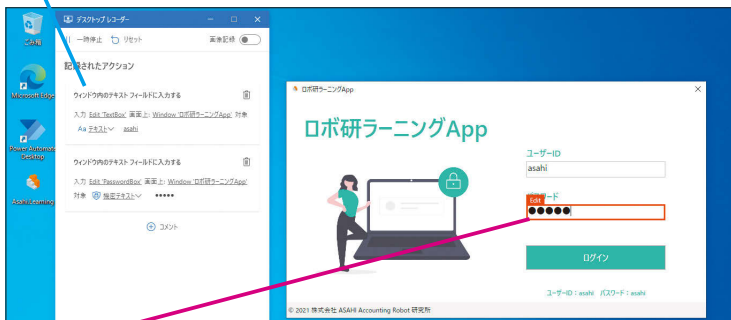 ごみ箱
Microsoft Edge
Power Automate
Desktop
AsahiLearning
デスクトップ レコーダー
一時停止 リセット 画像記録
記録されたアクション
ウィンドウ内のテキスト フィールドに入力する
入力 Edit 'TextBox' 画面上: Window 'ロボ研ラーニングApp' 対象
Aa テキスト asahi
ウィンドウ内のテキスト フィールドに入力する
入力 Edit 'PasswordBox' 画面上: Window 'ロボ研ラーニングApp'
対象 機密テキスト •••••
コメント
ロボ研ラーニングApp
ロボ研ラーニングApp
ユーザーID
asahi
Edit
ード
●●●●●
ログイン
ユーザーID：asahi パスワード：asahi
© 2021 株式会社 ASAHI Accounting Robot 研究所